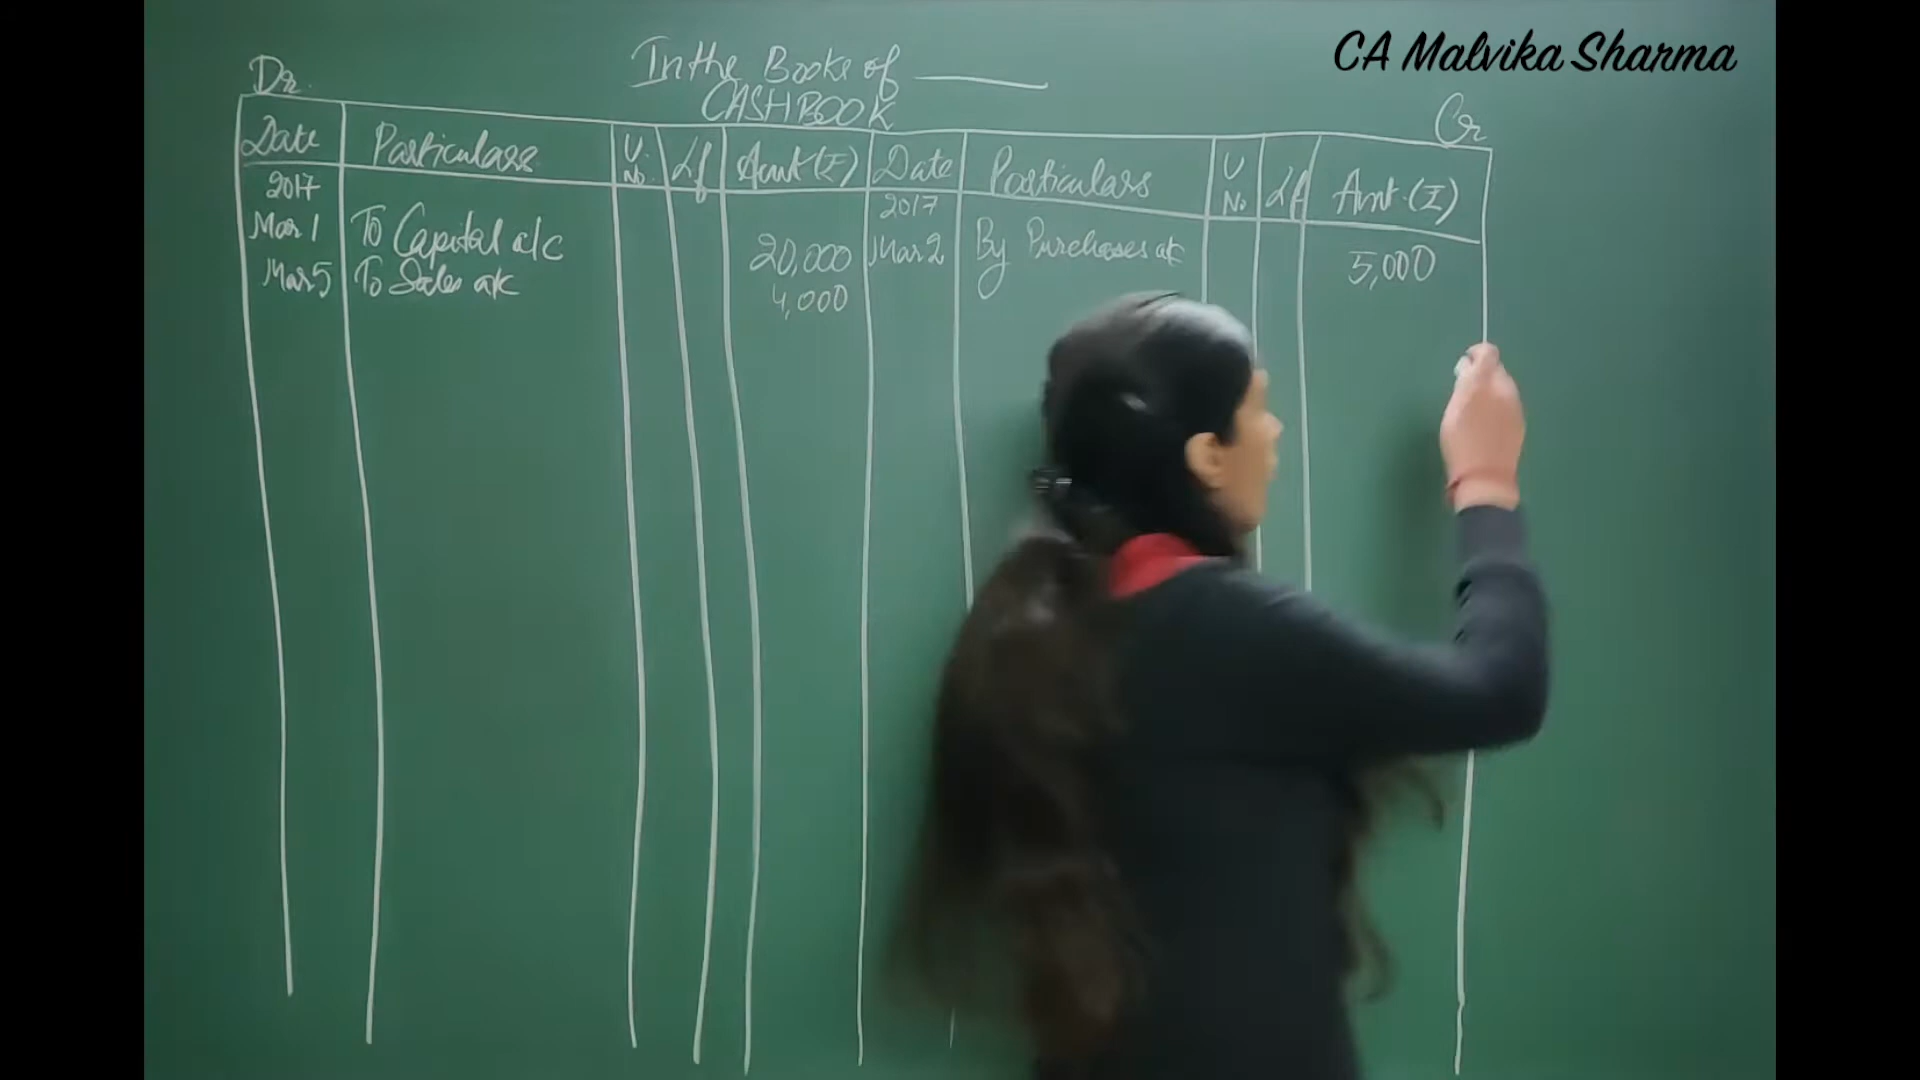 CA Malvika Sharma
In the Books of
CASHBOOK
Dr.
Cr
Date Particulars V. No. Lf Amt (₹) Date Particulars V No Lf Amt. (₹)
2017 2017
Mar 1 To Capital a/c 20,000 Mar 2 By Purchases a/c 5,000
Mar 5 To Sales a/c 4,000